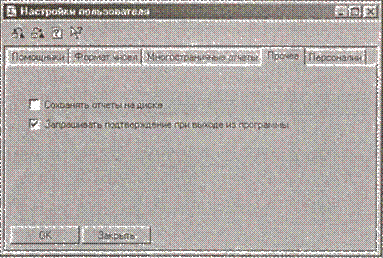 Настройки пользователя
Помощники Формат чисел Многостраничные отчеты Прочее Персоналии
Сохранять отчеты на диске
Запрашивать подтверждение при выходе из программы
OK Закрыть